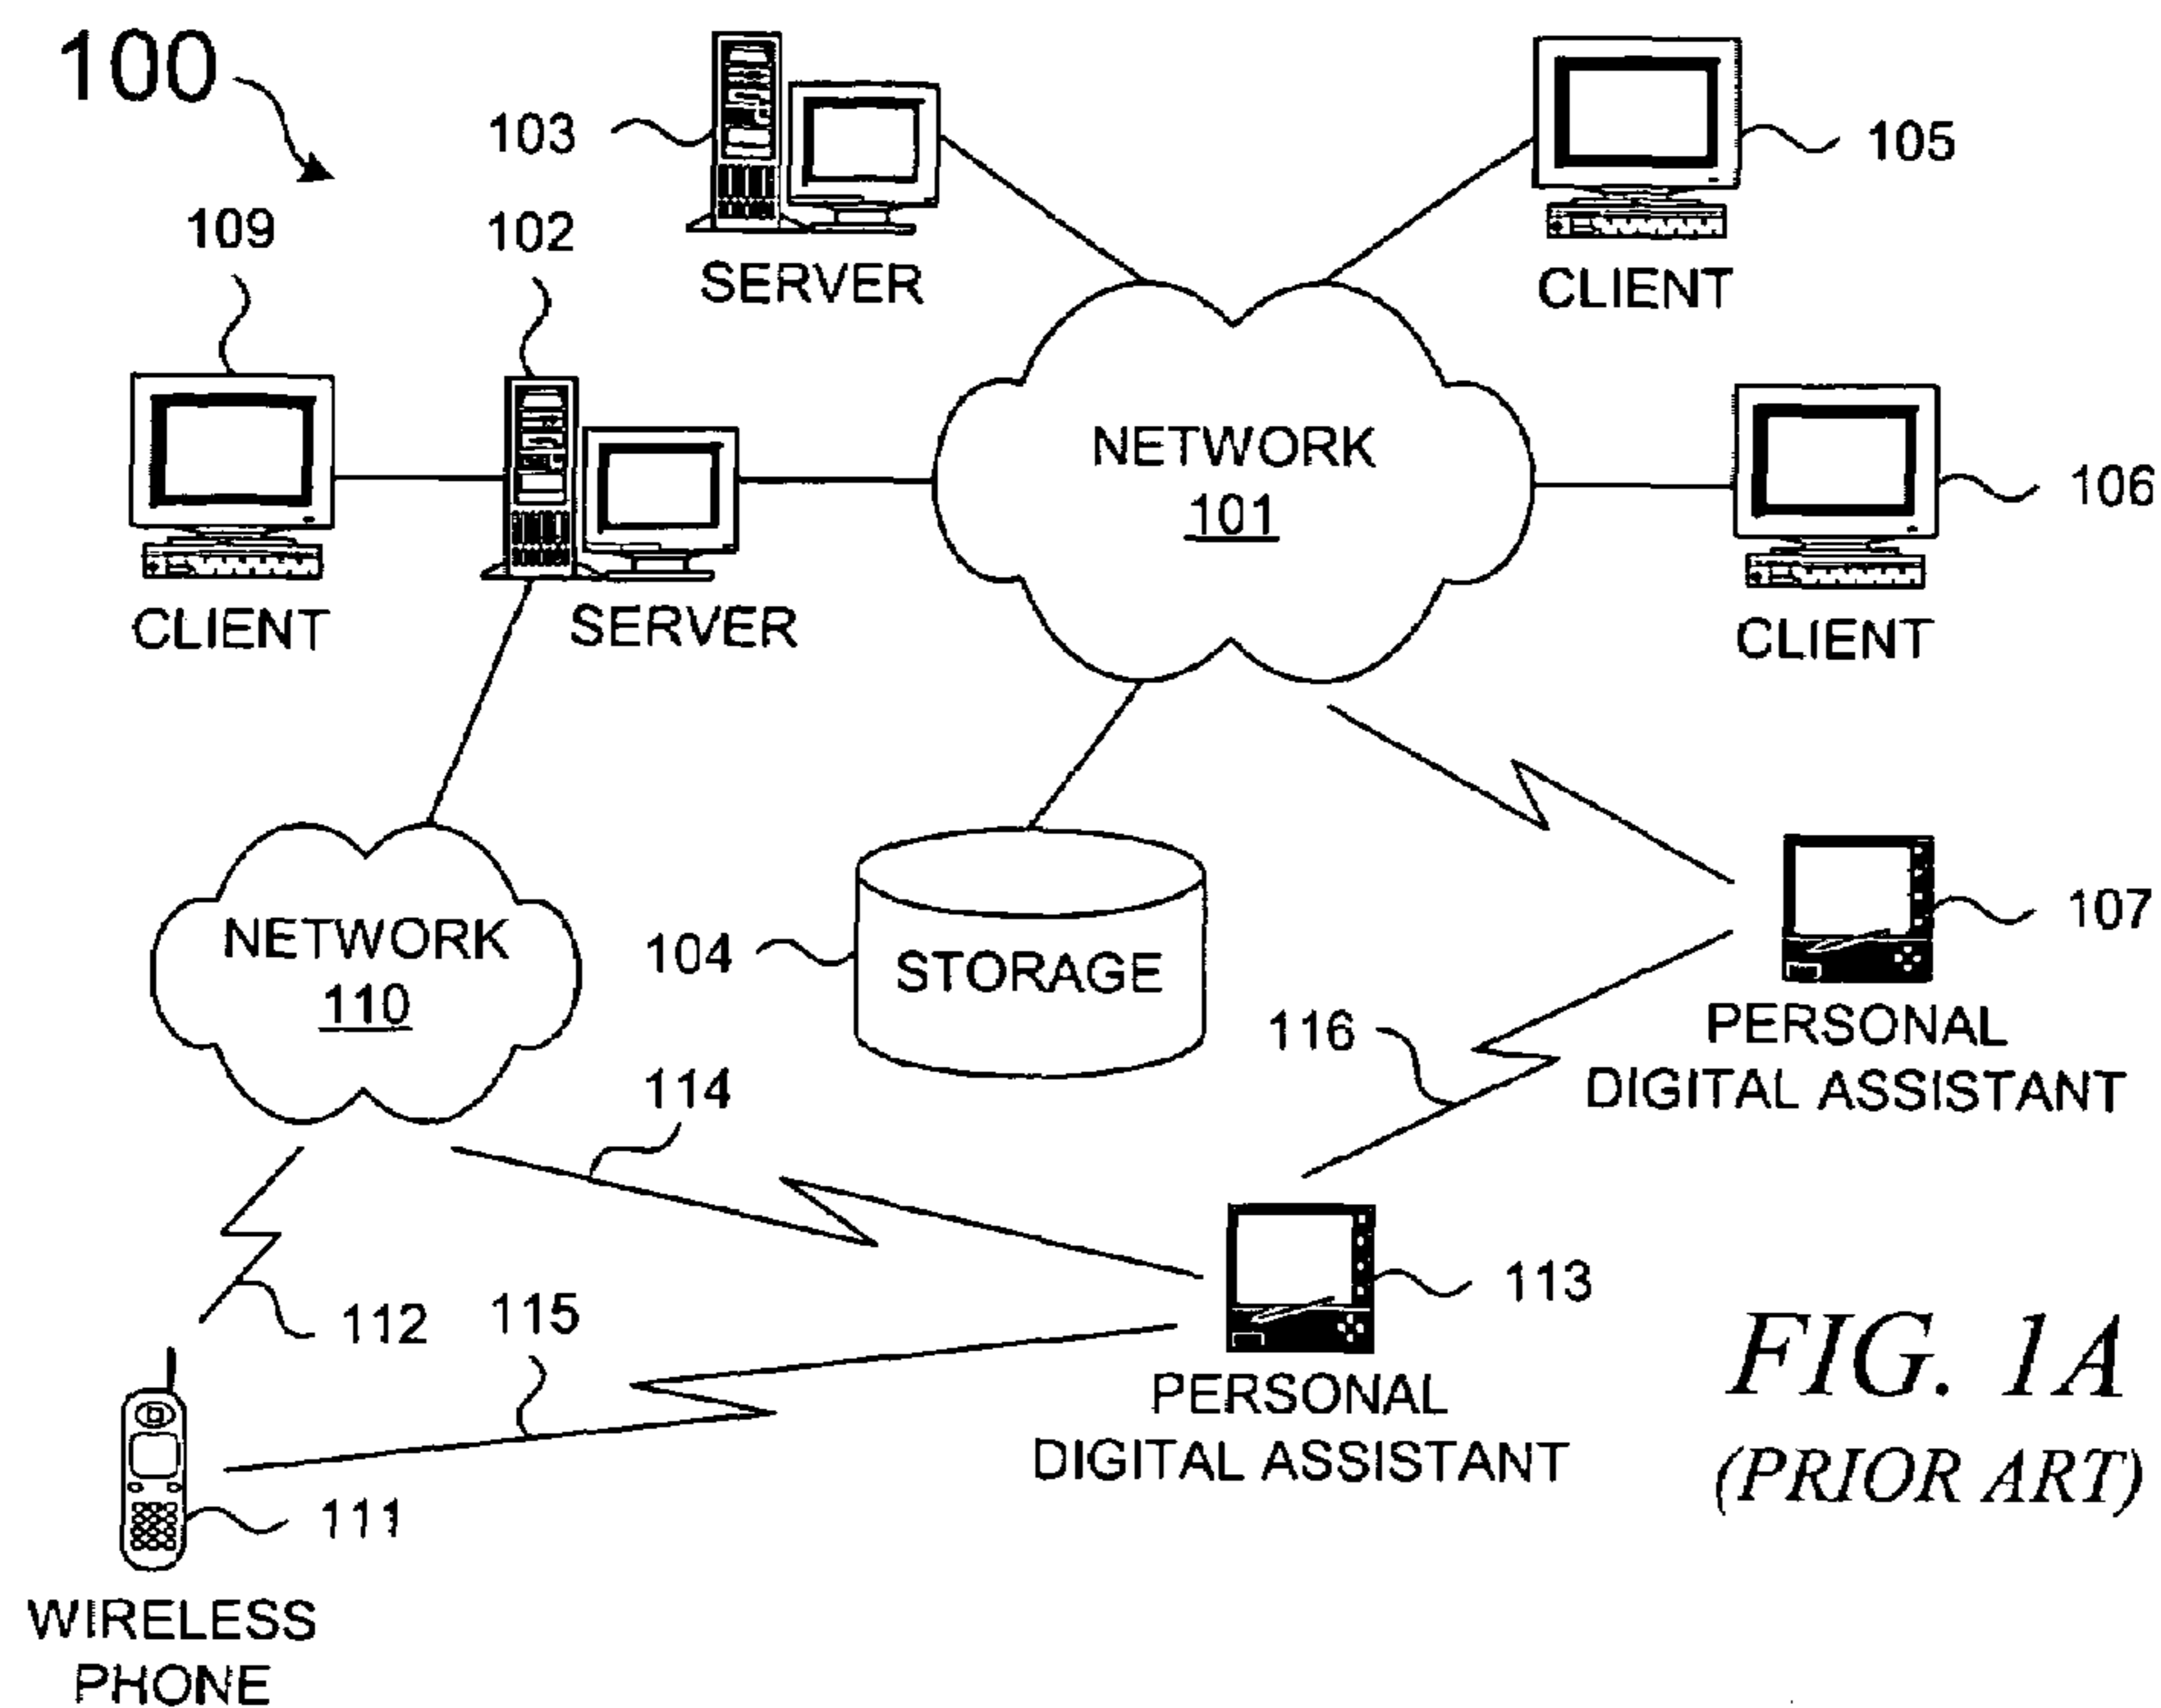 100
103
105
109
102
SERVER
CLIENT
NETWORK
101
106
CLIENT
SERVER
CLIENT
NETWORK
110
104
STORAGE
107
116
PERSONAL
DIGITAL ASSISTANT
114
113
112
115
PERSONAL
DIGITAL ASSISTANT
FIG. 1A
(PRIOR ART)
111
WIRELESS
PHONE